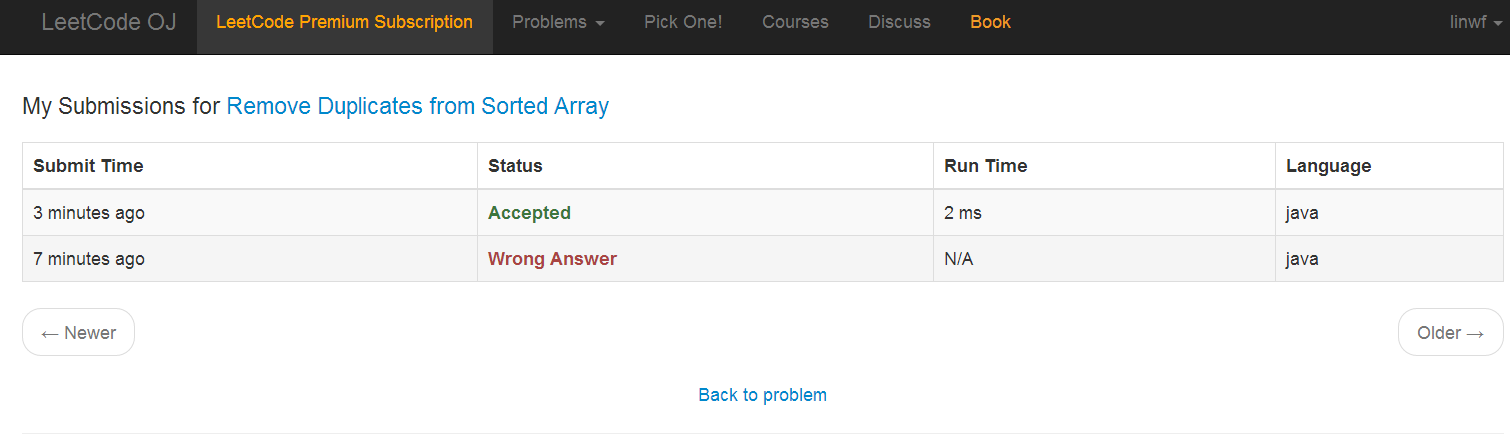 LeetCode OJ LeetCode Premium Subscription Problems Pick One! Courses Discuss Book linwf
My Submissions for Remove Duplicates from Sorted Array
Submit Time Status Run Time Language
3 minutes ago Accepted 2 ms java
7 minutes ago Wrong Answer N/A java
← Newer Older →
Back to problem